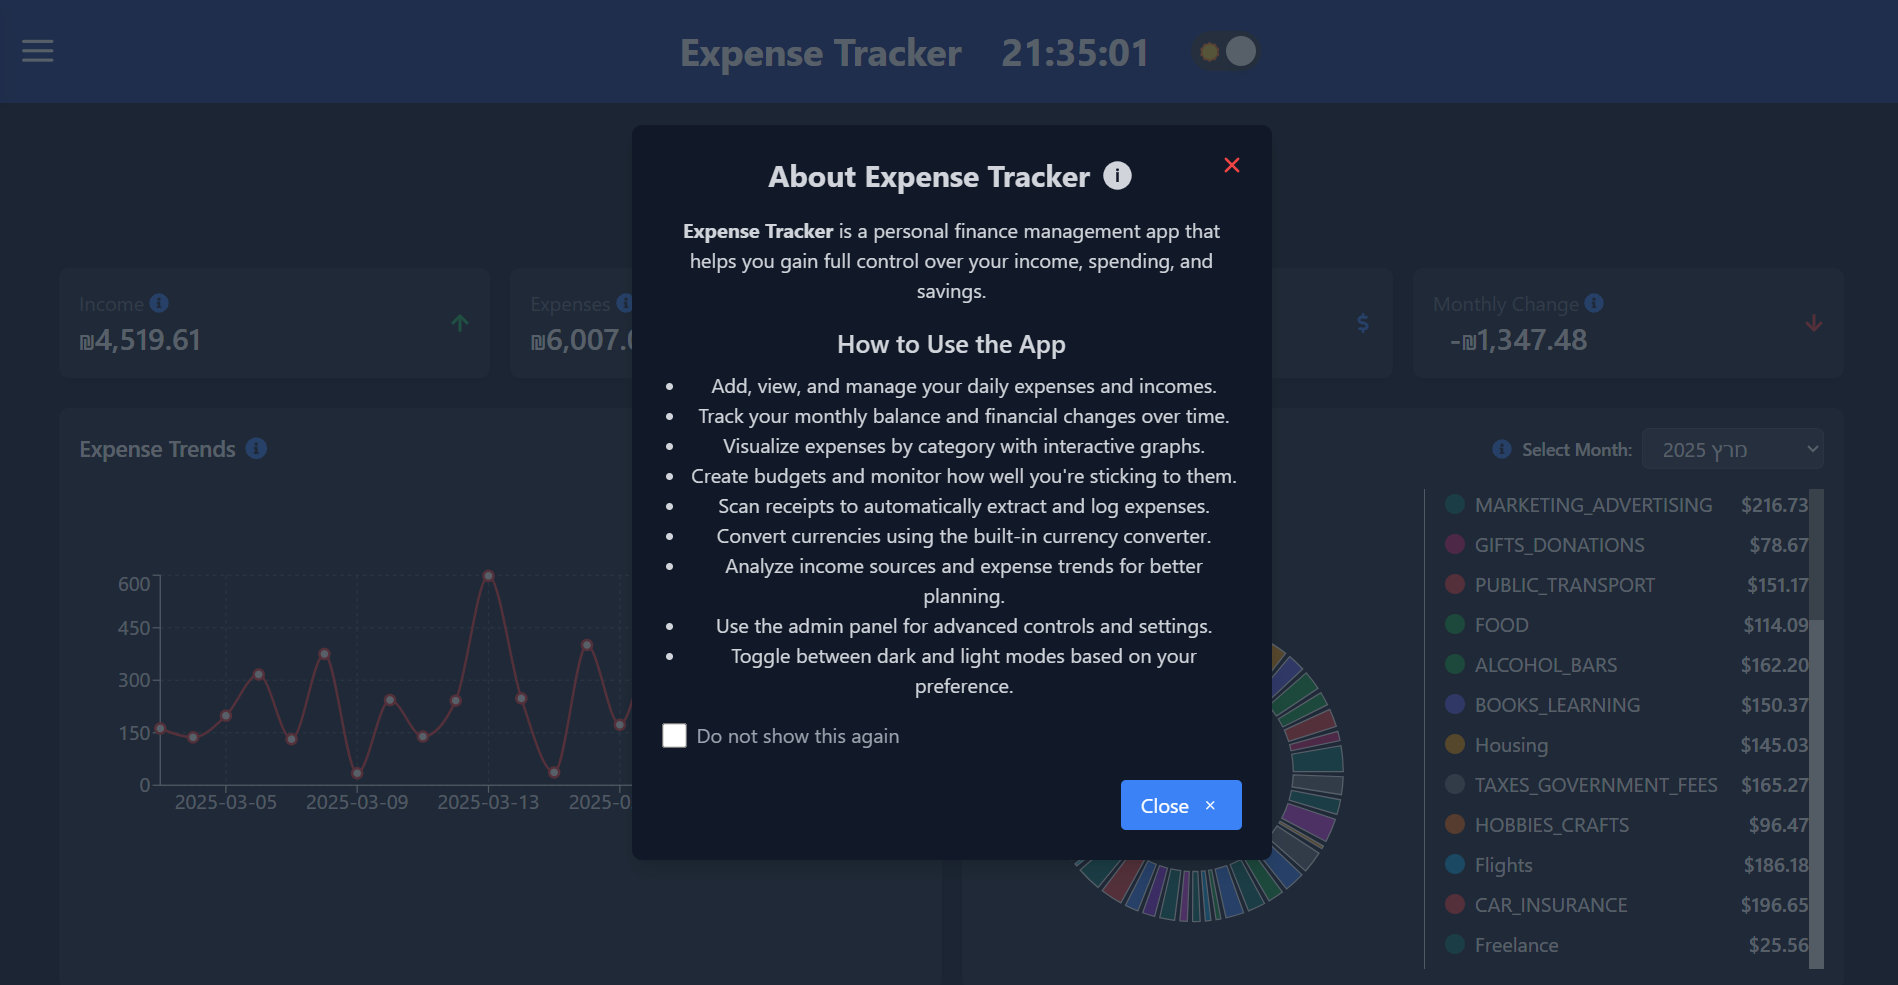 Expense Tracker 21:35:01
About Expense Tracker i
Expense Tracker is a personal finance management app that
helps you gain full control over your income, spending, and
savings.
How to Use the App
• Add, view, and manage your daily expenses and incomes.
• Track your monthly balance and financial changes over time.
• Visualize expenses by category with interactive graphs.
• Create budgets and monitor how well you're sticking to them.
• Scan receipts to automatically extract and log expenses.
• Convert currencies using the built-in currency converter.
• Analyze income sources and expense trends for better
planning.
• Use the admin panel for advanced controls and settings.
• Toggle between dark and light modes based on your
preference.
Do not show this again
Close ×
Income i
₪4,519.61
Expenses i
₪6,007.
$
Monthly Change i
-₪1,347.48
Expense Trends i
600
450
300
150
0
2025-03-05 2025-03-09 2025-03-13 2025-0
i Select Month: מרץ 2025
MARKETING_ADVERTISING $216.73
GIFTS_DONATIONS $78.67
PUBLIC_TRANSPORT $151.17
FOOD $114.09
ALCOHOL_BARS $162.20
BOOKS_LEARNING $150.37
Housing $145.03
TAXES_GOVERNMENT_FEES $165.27
HOBBIES_CRAFTS $96.47
Flights $186.18
CAR_INSURANCE $196.65
Freelance $25.56